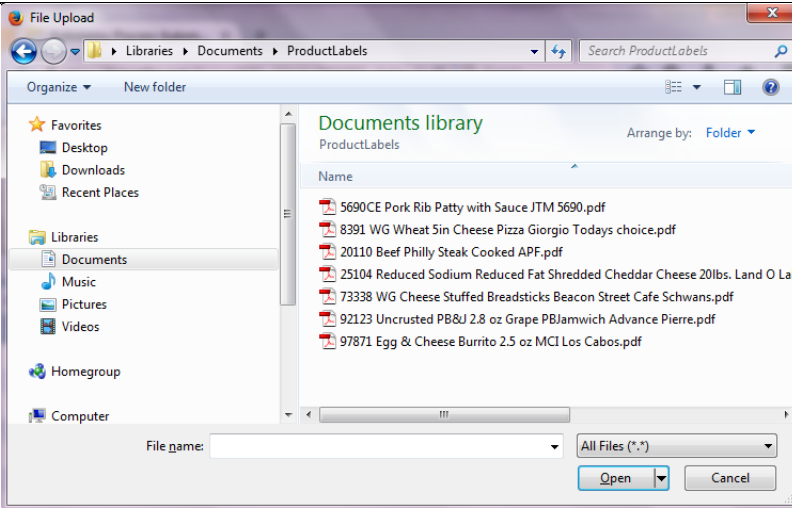 File Upload
Libraries Documents ProductLabels
Search ProductLabels
Organize New folder
Favorites
Desktop
Downloads
Recent Places
Libraries
Documents
Music
Pictures
Videos
Homegroup
Computer
Documents library
ProductLabels
Arrange by: Folder
Name
5690CE Pork Rib Patty with Sauce JTM 5690.pdf
8391 WG Wheat 5in Cheese Pizza Giorgio Todays choice.pdf
20110 Beef Philly Steak Cooked APF.pdf
25104 Reduced Sodium Reduced Fat Shredded Cheddar Cheese 20lbs. Land O La
73338 WG Cheese Stuffed Breadsticks Beacon Street Cafe Schwans.pdf
92123 Uncrusted PB&J 2.8 oz Grape PBJamwich Advance Pierre.pdf
97871 Egg & Cheese Burrito 2.5 oz MCI Los Cabos.pdf
File name:
All Files (*.*)
Open
Cancel